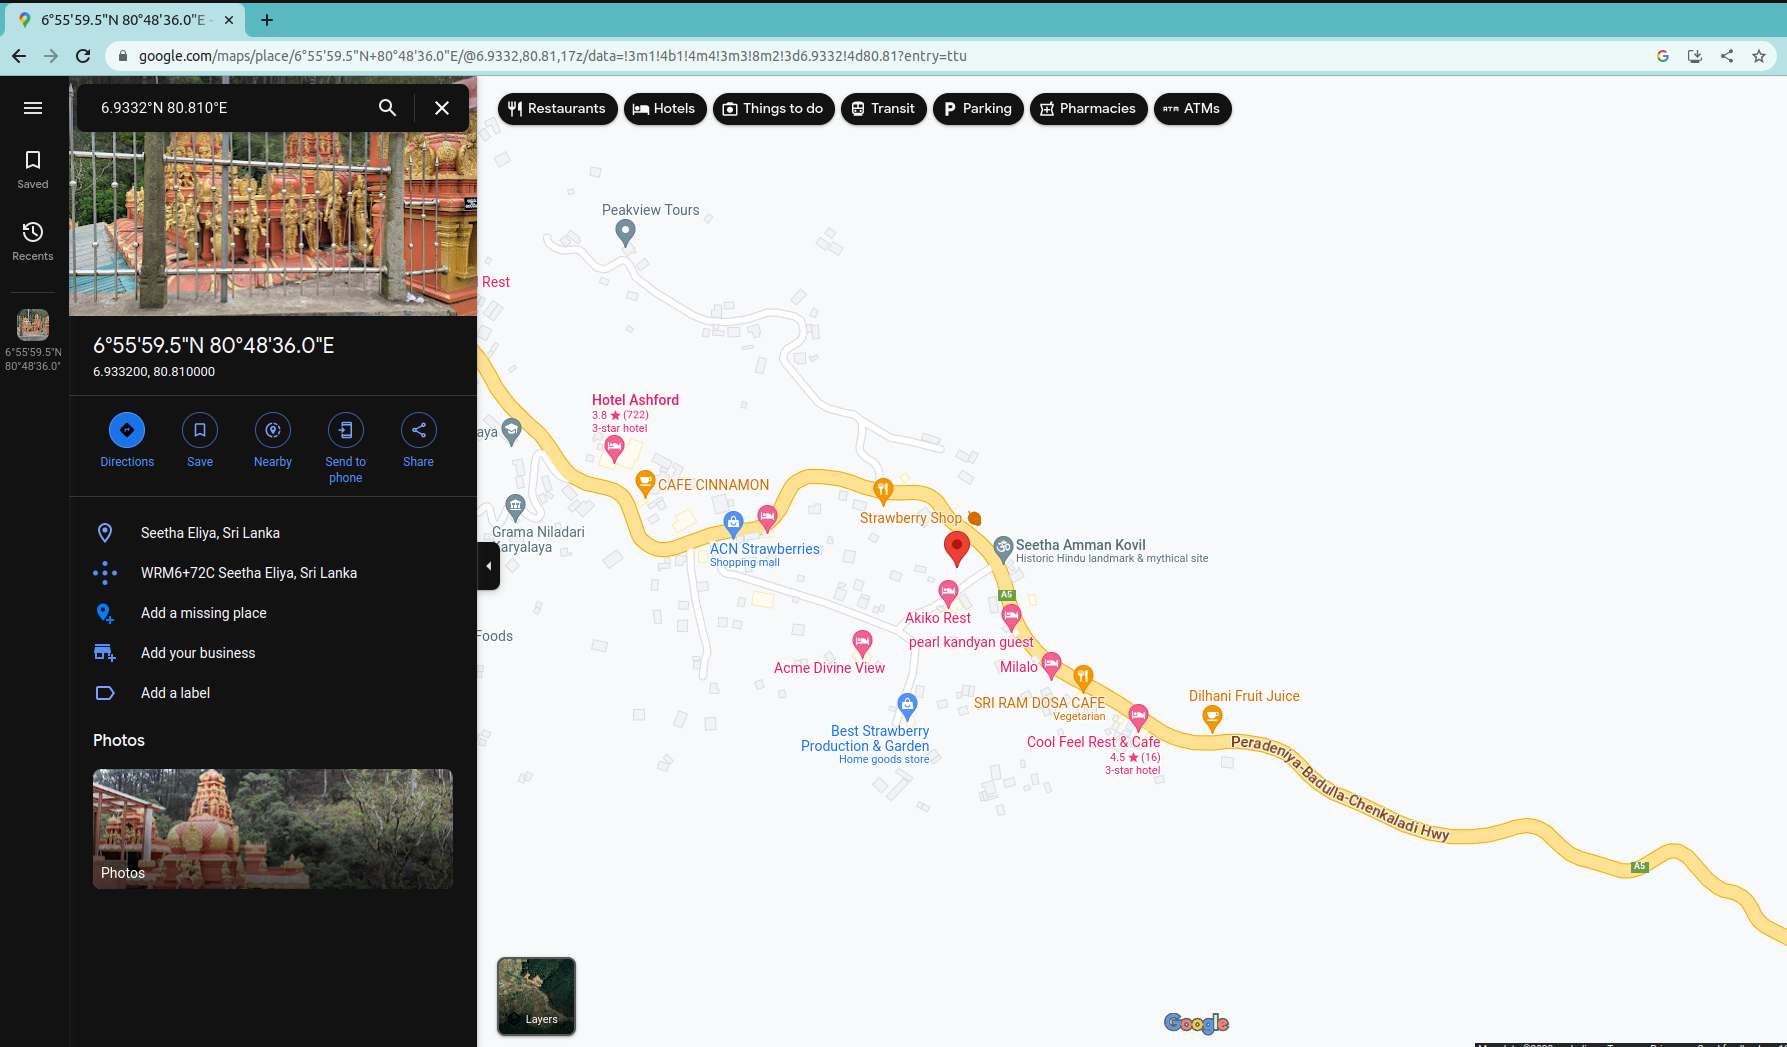 6°55'59.5"N 80°48'36.0"E -
google.com/maps/place/6°55'59.5"N+80°48'36.0"E/@6.9332,80.81,17z/data=!3m1!4b1!4m4!3m3!8m2!3d6.9332!4d80.81?entry=ttu
6.9332°N 80.810°E
Saved
Recents
6°55'59.5"N
80°48'36.0"
6°55'59.5"N 80°48'36.0"E
6.933200, 80.810000
Directions
Save
Nearby
Send to
phone
Share
Seetha Eliya, Sri Lanka
WRM6+72C Seetha Eliya, Sri Lanka
Add a missing place
Add your business
Add a label
Photos
Photos
Restaurants
Hotels
Things to do
Transit
Parking
Pharmacies
ATM ATMs
Peakview Tours
Rest
Hotel Ashford
3.8 ★ (722)
3-star hotel
aya
CAFE CINNAMON
Grama Niladari
Karyalaya
ACN Strawberries
Shopping mall
Strawberry Shop
Seetha Amman Kovil
Historic Hindu landmark & mythical site
A5
Akiko Rest
pearl kandyan guest
Foods
Acme Divine View
Milalo
SRI RAM DOSA CAFE
Vegetarian
Dilhani Fruit Juice
Best Strawberry
Production & Garden
Home goods store
Cool Feel Rest & Cafe
4.5 ★ (16)
3-star hotel
Peradeniya-Badulla-Chenkaladi Hwy
A5
Layers
Google